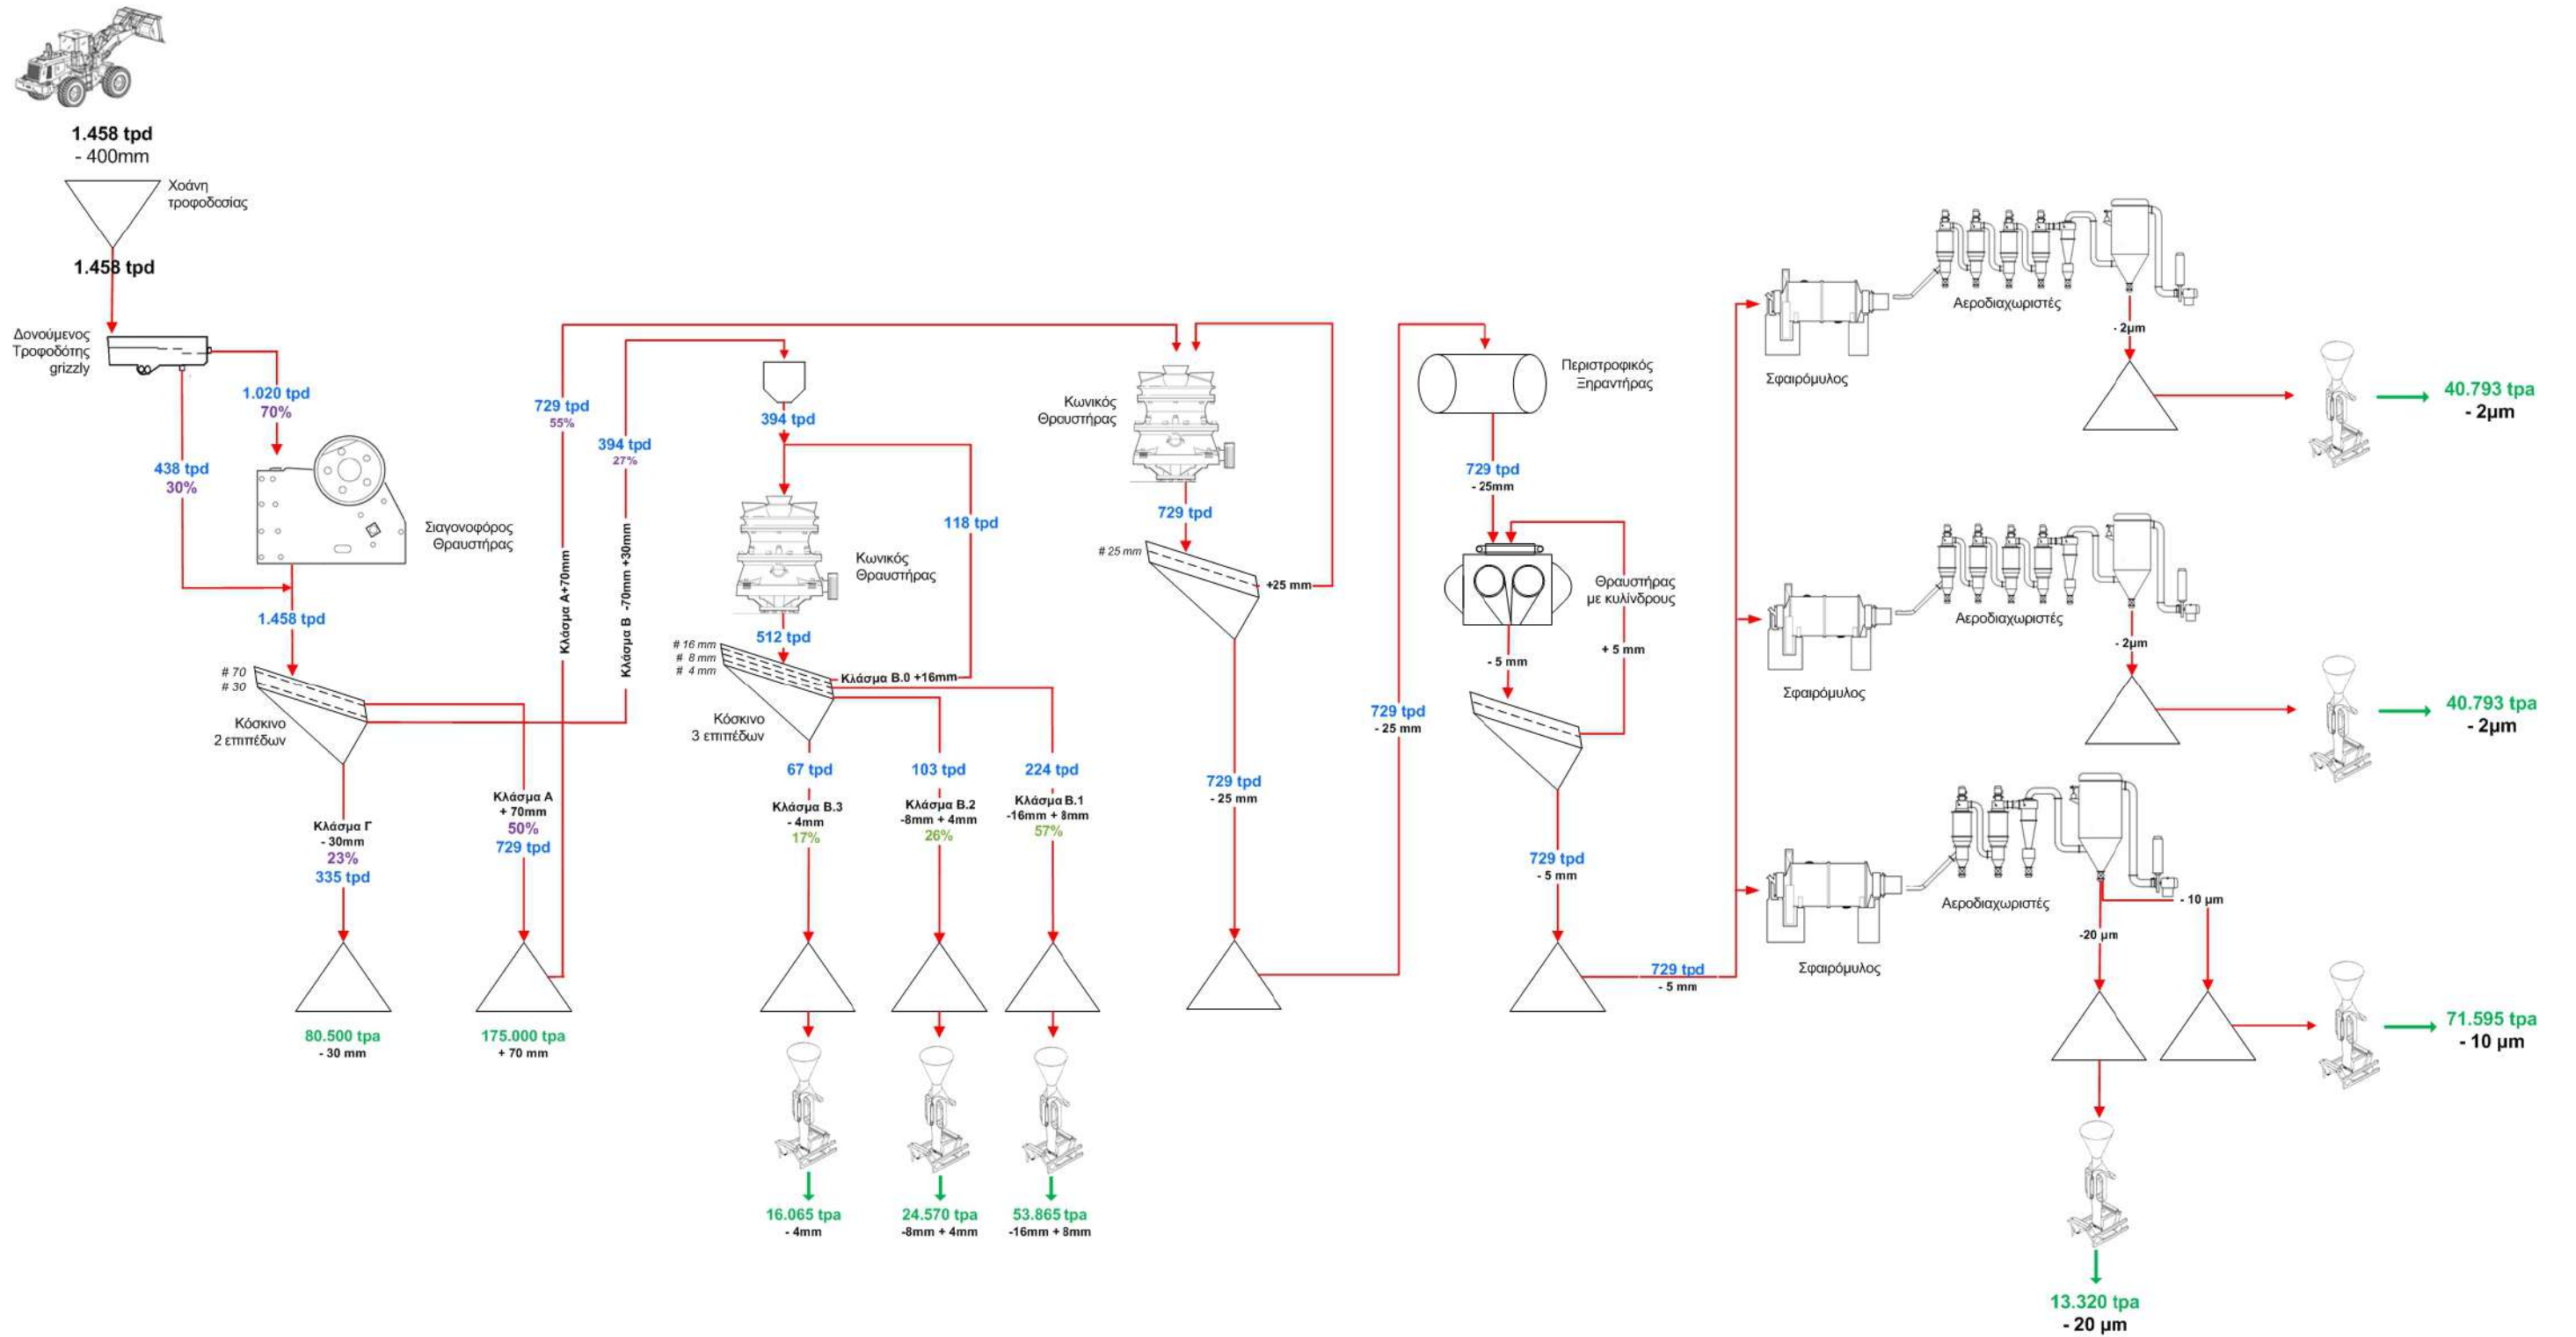 1.458 tpd
- 400mm
Χοάνη
τροφοδοσίας
1.458 tpd
Δονούμενος
Τροφοδότης
grizzly
1.020 tpd
70%
438 tpd
30%
Σιαγονοφόρος
Θραυστήρας
1.458 tpd
# 70
# 30
Κόσκινο
2 επιπέδων
Κλάσμα Γ
- 30mm
23%
335 tpd
80.500 tpa
- 30 mm
Κλάσμα Α
+ 70mm
50%
729 tpd
175.000 tpa
+ 70 mm
729 tpd
55%
Κλάσμα Α+70mm
394 tpd
27%
Κλάσμα Β -70mm +30mm
394 tpd
118 tpd
Κωνικός
Θραυστήρας
512 tpd
# 16 mm
# 8 mm
# 4 mm
Κλάσμα Β.0 +16mm
Κόσκινο
3 επιπέδων
67 tpd
Κλάσμα Β.3
- 4mm
17%
103 tpd
Κλάσμα Β.2
-8mm + 4mm
26%
224 tpd
Κλάσμα Β.1
-16mm + 8mm
57%
16.065 tpa
- 4mm
24.570 tpa
-8mm + 4mm
53.865 tpa
-16mm + 8mm
Κωνικός
Θραυστήρας
729 tpd
# 25 mm
+25 mm
729 tpd
- 25 mm
729 tpd
- 25 mm
Περιστροφικός
Ξηραντήρας
729 tpd
- 25mm
Θραυστήρας
με κυλίνδρους
- 5 mm
+ 5 mm
729 tpd
- 5 mm
729 tpd
- 5 mm
Σφαιρόμυλος
Αεροδιαχωριστές
- 2μm
40.793 tpa
- 2μm
Σφαιρόμυλος
Αεροδιαχωριστές
- 2μm
40.793 tpa
- 2μm
Σφαιρόμυλος
Αεροδιαχωριστές
- 10 μm
-20 μm
71.595 tpa
- 10 μm
13.320 tpa
- 20 μm